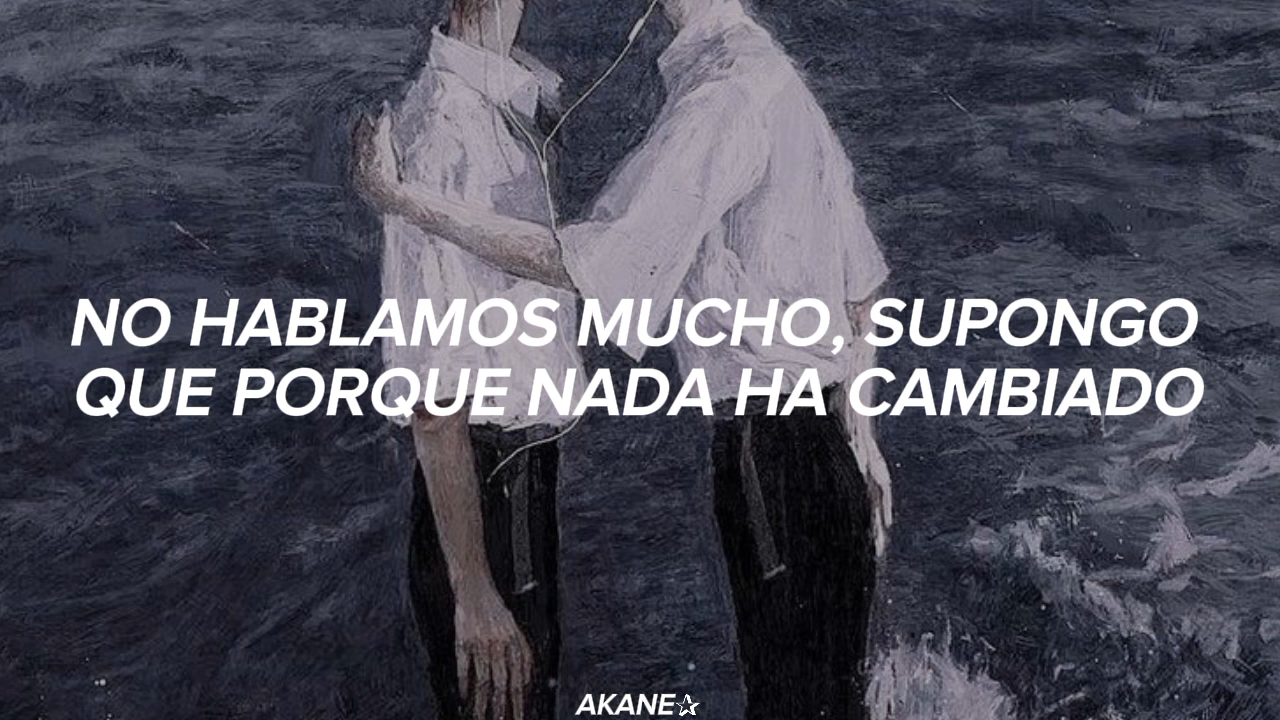 NO HABLAMOS MUCHO, SUPONGO
QUE PORQUE NADA HA CAMBIADO
AKANE☆